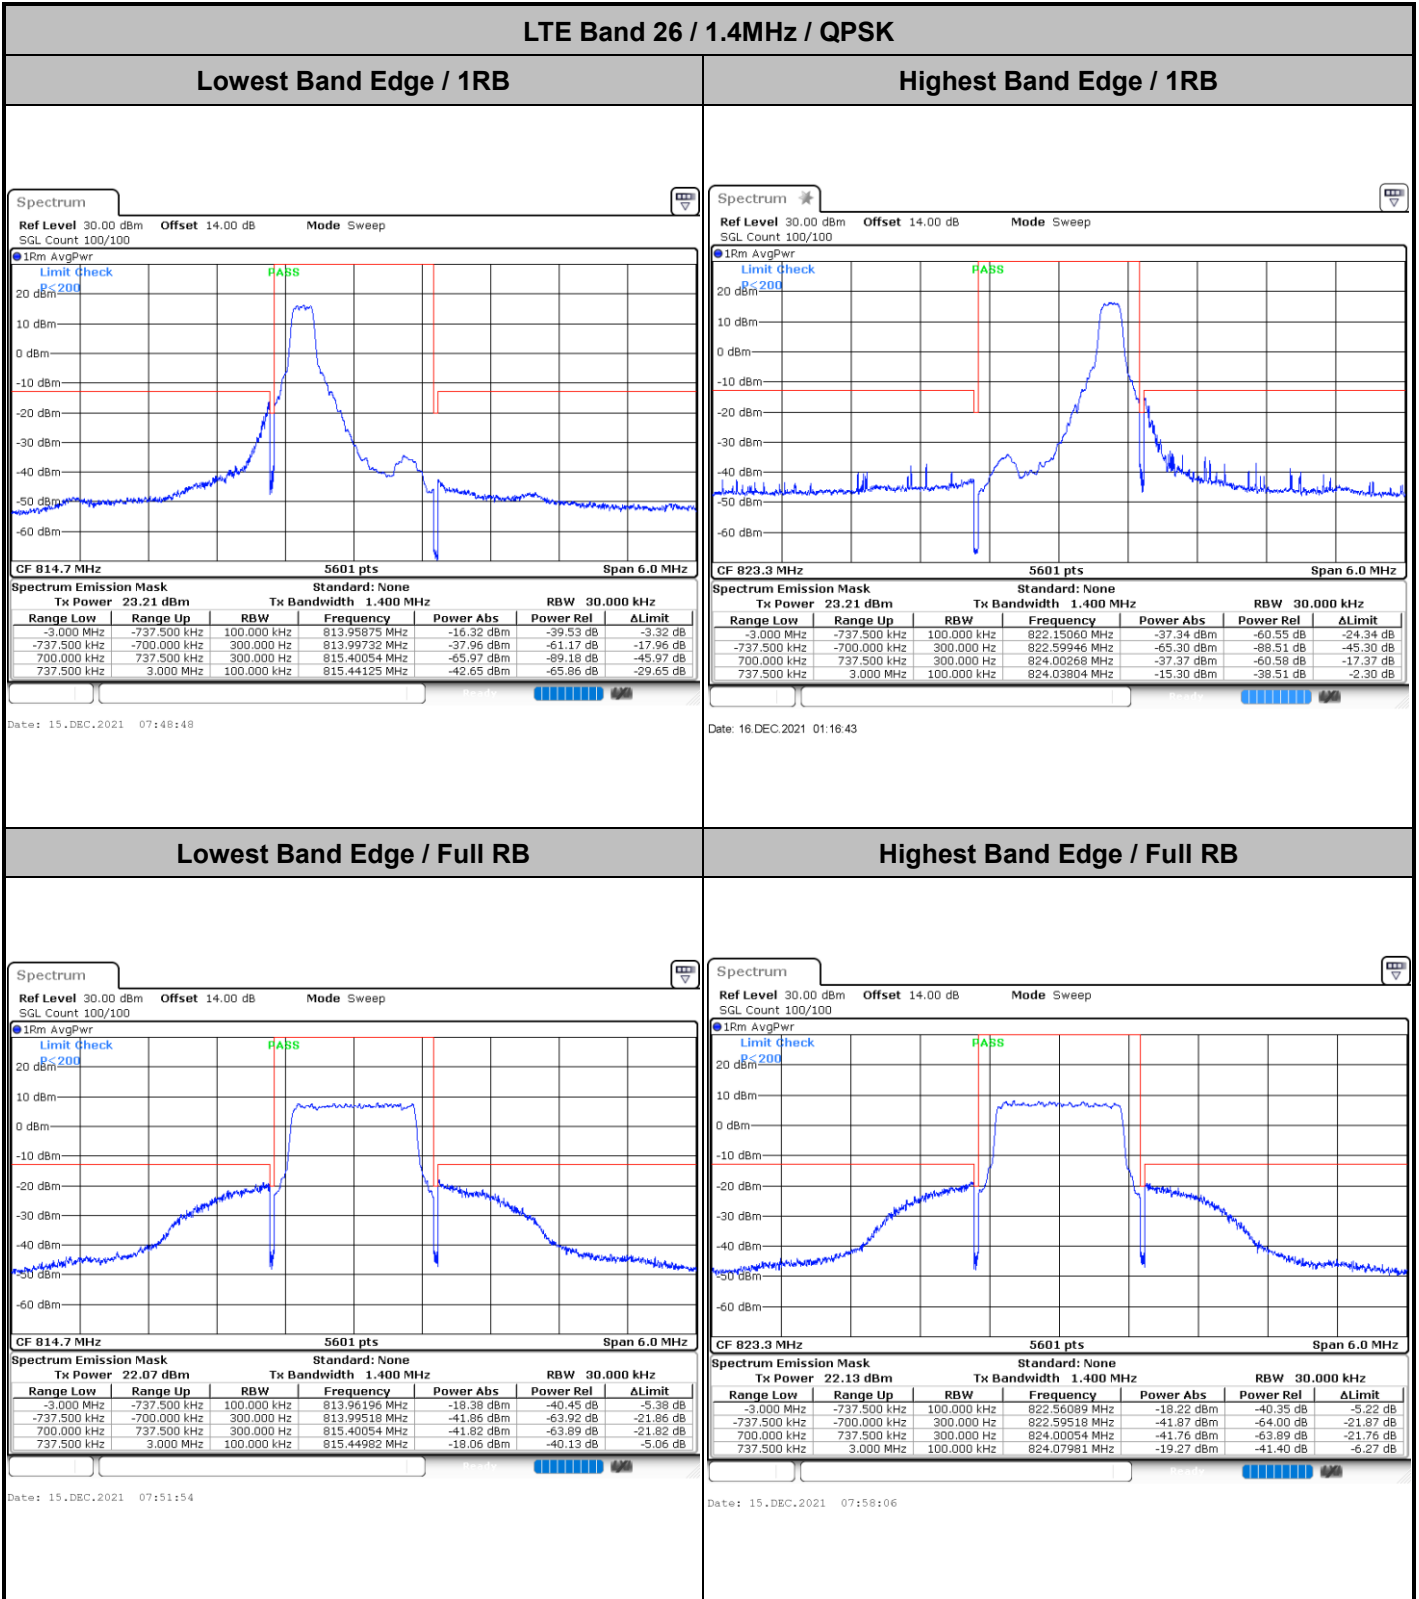 LTE Band 26 / 1.4MHz / QPSK
Lowest Band Edge / 1RB
Highest Band Edge / 1RB
Spectrum
Ref Level 30.00 dBm Offset 14.00 dB Mode Sweep
SGL Count 100/100
1Rm AvgPwr
Limit Check PASS
P<200
20 dBm
10 dBm
0 dBm
-10 dBm
-20 dBm
-30 dBm
-40 dBm
-50 dBm
-60 dBm
CF 814.7 MHz 5601 pts Span 6.0 MHz
Spectrum Emission Mask Standard: None
Tx Power 23.21 dBm Tx Bandwidth 1.400 MHz RBW 30.000 kHz
Range Low Range Up RBW Frequency Power Abs Power Rel ΔLimit
-3.000 MHz -737.500 kHz 100.000 kHz 813.95875 MHz -16.32 dBm -39.53 dB -3.32 dB
-737.500 kHz -700.000 kHz 300.000 Hz 813.99732 MHz -37.96 dBm -61.17 dB -17.96 dB
700.000 kHz 737.500 kHz 300.000 Hz 815.40054 MHz -65.97 dBm -89.18 dB -45.97 dB
737.500 kHz 3.000 MHz 100.000 kHz 815.44125 MHz -42.65 dBm -65.86 dB -29.65 dB
Ready
Date: 15.DEC.2021 07:48:48
Spectrum
Ref Level 30.00 dBm Offset 14.00 dB Mode Sweep
SGL Count 100/100
1Rm AvgPwr
Limit Check PASS
P<200
20 dBm
10 dBm
0 dBm
-10 dBm
-20 dBm
-30 dBm
-40 dBm
-50 dBm
-60 dBm
CF 823.3 MHz 5601 pts Span 6.0 MHz
Spectrum Emission Mask Standard: None
Tx Power 23.21 dBm Tx Bandwidth 1.400 MHz RBW 30.000 kHz
Range Low Range Up RBW Frequency Power Abs Power Rel ΔLimit
-3.000 MHz -737.500 kHz 100.000 kHz 822.15060 MHz -37.34 dBm -60.55 dB -24.34 dB
-737.500 kHz -700.000 kHz 300.000 Hz 822.59946 MHz -65.30 dBm -88.51 dB -45.30 dB
700.000 kHz 737.500 kHz 300.000 Hz 824.00268 MHz -37.37 dBm -60.58 dB -17.37 dB
737.500 kHz 3.000 MHz 100.000 kHz 824.03804 MHz -15.30 dBm -38.51 dB -2.30 dB
Ready
Date: 16.DEC.2021 01:16:43
Lowest Band Edge / Full RB
Highest Band Edge / Full RB
Spectrum
Ref Level 30.00 dBm Offset 14.00 dB Mode Sweep
SGL Count 100/100
1Rm AvgPwr
Limit Check PASS
P<200
20 dBm
10 dBm
0 dBm
-10 dBm
-20 dBm
-30 dBm
-40 dBm
-50 dBm
-60 dBm
CF 814.7 MHz 5601 pts Span 6.0 MHz
Spectrum Emission Mask Standard: None
Tx Power 22.07 dBm Tx Bandwidth 1.400 MHz RBW 30.000 kHz
Range Low Range Up RBW Frequency Power Abs Power Rel ΔLimit
-3.000 MHz -737.500 kHz 100.000 kHz 813.96196 MHz -18.38 dBm -40.45 dB -5.38 dB
-737.500 kHz -700.000 kHz 300.000 Hz 813.99518 MHz -41.86 dBm -63.92 dB -21.86 dB
700.000 kHz 737.500 kHz 300.000 Hz 815.40054 MHz -41.82 dBm -63.89 dB -21.82 dB
737.500 kHz 3.000 MHz 100.000 kHz 815.44982 MHz -18.06 dBm -40.13 dB -5.06 dB
Ready
Date: 15.DEC.2021 07:51:54
Spectrum
Ref Level 30.00 dBm Offset 14.00 dB Mode Sweep
SGL Count 100/100
1Rm AvgPwr
Limit Check PASS
P<200
20 dBm
10 dBm
0 dBm
-10 dBm
-20 dBm
-30 dBm
-40 dBm
-50 dBm
-60 dBm
CF 823.3 MHz 5601 pts Span 6.0 MHz
Spectrum Emission Mask Standard: None
Tx Power 22.13 dBm Tx Bandwidth 1.400 MHz RBW 30.000 kHz
Range Low Range Up RBW Frequency Power Abs Power Rel ΔLimit
-3.000 MHz -737.500 kHz 100.000 kHz 822.56089 MHz -18.22 dBm -40.35 dB -5.22 dB
-737.500 kHz -700.000 kHz 300.000 Hz 822.59518 MHz -41.87 dBm -64.00 dB -21.87 dB
700.000 kHz 737.500 kHz 300.000 Hz 824.00054 MHz -41.76 dBm -63.89 dB -21.76 dB
737.500 kHz 3.000 MHz 100.000 kHz 824.07981 MHz -19.27 dBm -41.40 dB -6.27 dB
Ready
Date: 15.DEC.2021 07:58:06